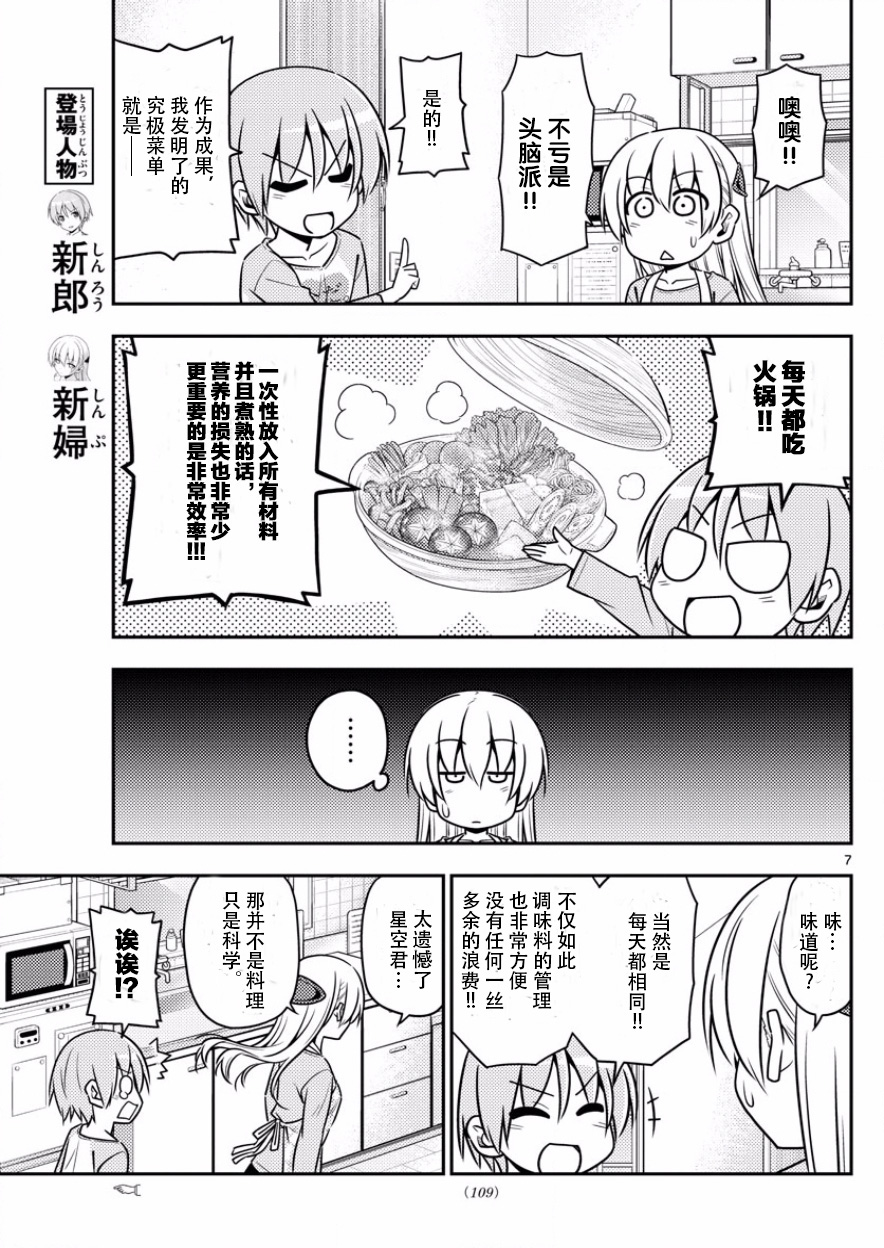 噢噢!!
不亏是
头脑派!!
是的!!
作为成果,
我发明了的
究极菜单
就是——
登場人物
とうじょうじんぶつ
新郎
しんろう
新婦
しんぷ
每天都吃
火锅!!
一次性放入所有材料
并且煮熟的话,
营养的损失也非常少
更重要的是非常效率!!!
……
7
味…
味道呢?
当然是
每天都相同!!
不仅如此
调味料的管理
也非常方便
没有任何一丝
多余的浪费!!
太遗憾了
星空君…
那并不是料理
只是科学。
诶诶!?
(109)